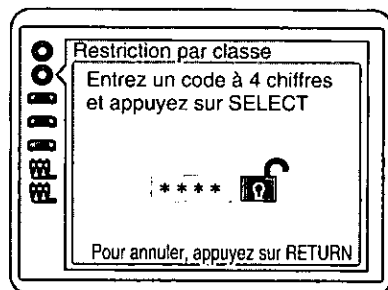 Restriction par classe
Entrez un code à 4 chiffres
et appuyez sur SELECT
* * * *
Pour annuler, appuyez sur RETURN